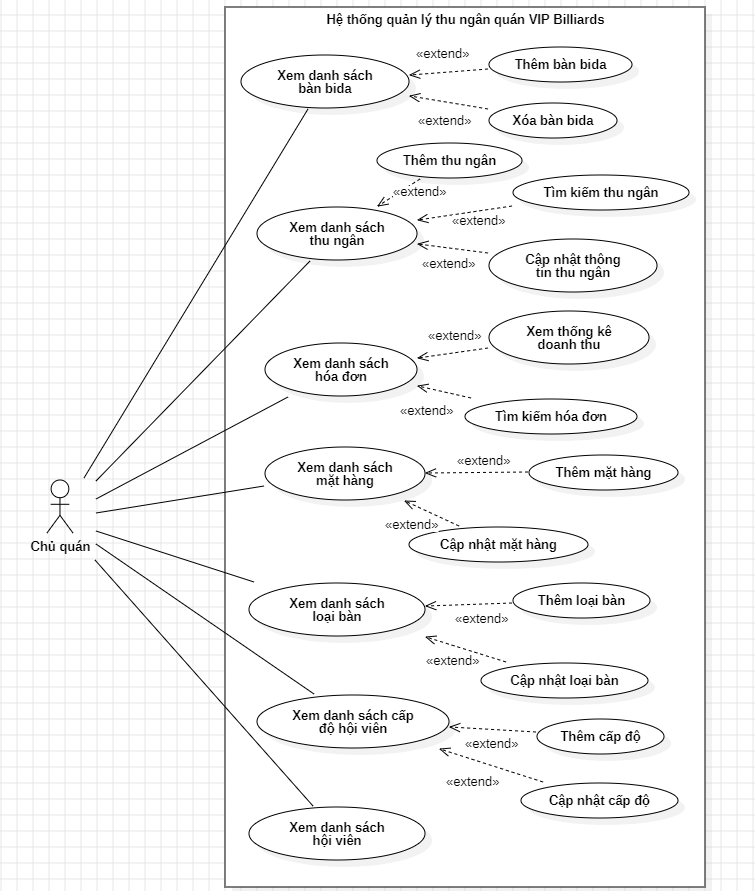 Hệ thống quản lý thu ngân quán VIP Billiards
Xem danh sách
bàn bida
«extend»
Thêm bàn bida
«extend»
Xóa bàn bida
Thêm thu ngân
«extend»
Tìm kiếm thu ngân
«extend»
Xem danh sách
thu ngân
«extend»
Cập nhật thông
tin thu ngân
Xem thống kê
doanh thu
«extend»
Xem danh sách
hóa đơn
«extend»
Tìm kiếm hóa đơn
Xem danh sách
mặt hàng
«extend»
Thêm mặt hàng
«extend»
Cập nhật mặt hàng
Chủ quán
Xem danh sách
loại bàn
Thêm loại bàn
«extend»
«extend»
Cập nhật loại bàn
Xem danh sách cấp
độ hội viên
Thêm cấp độ
«extend»
«extend»
Cập nhật cấp độ
Xem danh sách
hội viên